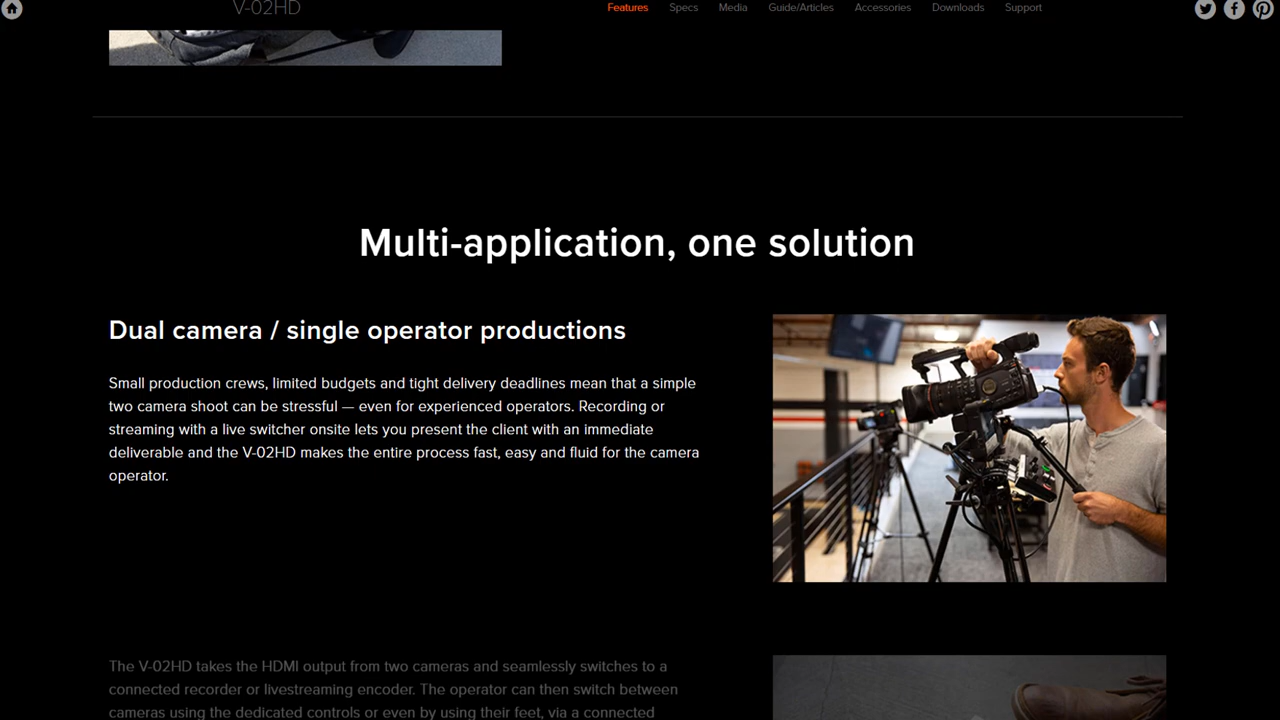 V-02HD
Features
Specs
Media
Guide/Articles
Accessories
Downloads
Support
Multi-application, one solution
Dual camera / single operator productions
Small production crews, limited budgets and tight delivery deadlines mean that a simple
two camera shoot can be stressful — even for experienced operators. Recording or
streaming with a live switcher onsite lets you present the client with an immediate
deliverable and the V-02HD makes the entire process fast, easy and fluid for the camera
operator.
The V-02HD takes the HDMI output from two cameras and seamlessly switches to a
connected recorder or livestreaming encoder. The operator can then switch between
cameras using the dedicated controls or even by using their feet, via a connected